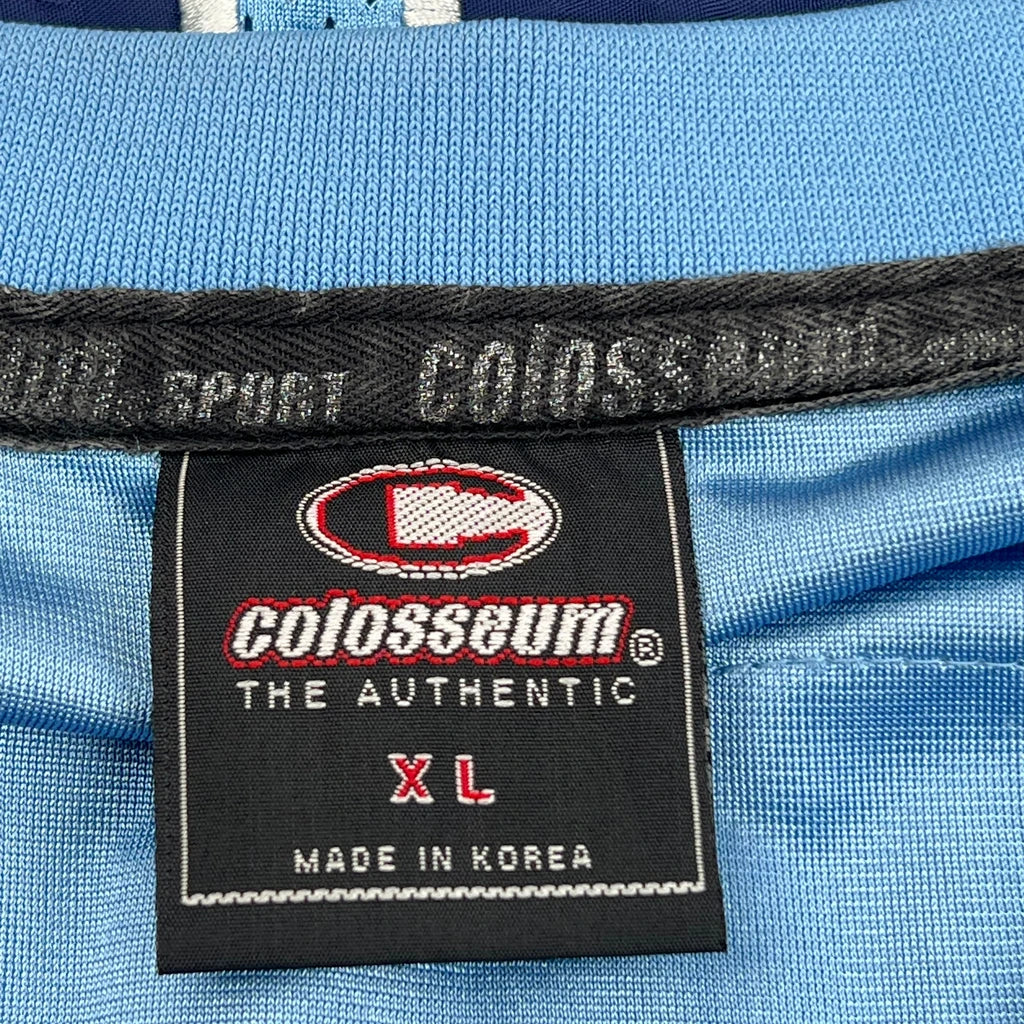 SPORT COLOSSEUM
colosseum®
THE AUTHENTIC
XL
MADE IN KOREA